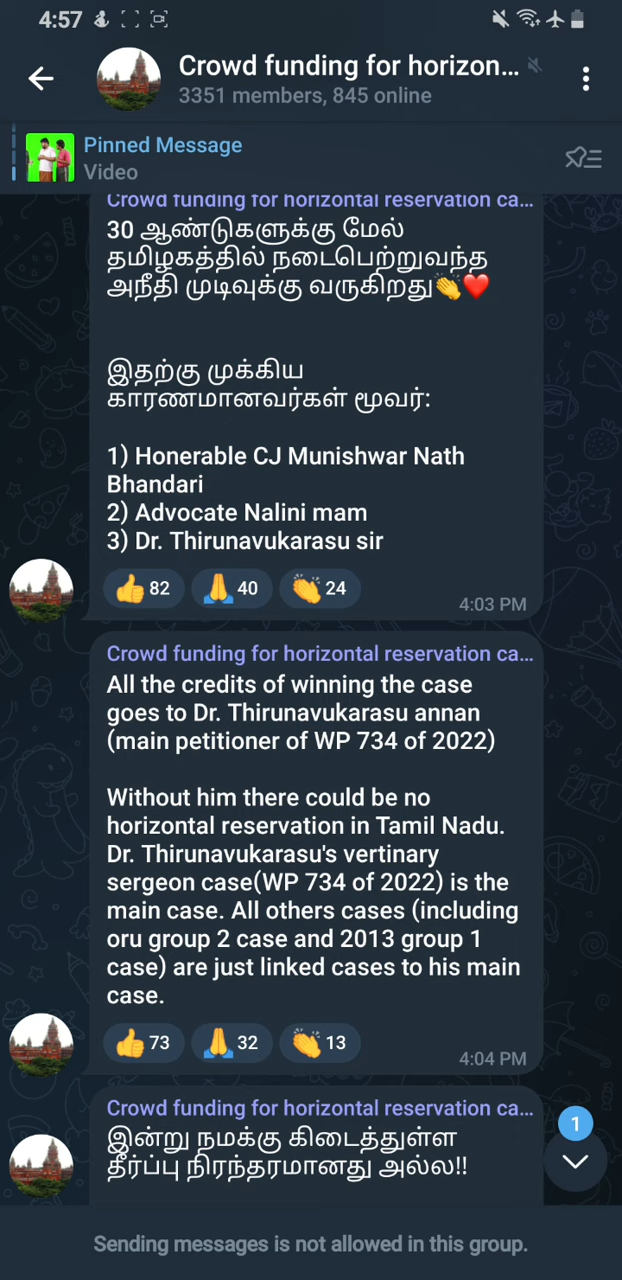 4:57
Crowd funding for horizon...
3351 members, 845 online
Pinned Message
Video
Crowd funding for horizontal reservation ca...
30 ஆண்டுகளுக்கு மேல்
தமிழகத்தில் நடைபெற்றுவந்த
அநீதி முடிவுக்கு வருகிறது👏❤️
இதற்கு முக்கிய
காரணமானவர்கள் மூவர்:
1) Honerable CJ Munishwar Nath
Bhandari
2) Advocate Nalini mam
3) Dr. Thirunavukarasu sir
👍 82 🙏 40 👏 24
4:03 PM
Crowd funding for horizontal reservation ca...
All the credits of winning the case
goes to Dr. Thirunavukarasu annan
(main petitioner of WP 734 of 2022)
Without him there could be no
horizontal reservation in Tamil Nadu.
Dr. Thirunavukarasu's vertinary
sergeon case(WP 734 of 2022) is the
main case. All others cases (including
oru group 2 case and 2013 group 1
case) are just linked cases to his main
case.
👍 73 🙏 32 👏 13
4:04 PM
Crowd funding for horizontal reservation ca...
இன்று நமக்கு கிடைத்துள்ள
தீர்ப்பு நிரந்தரமானது அல்ல!!
1
Sending messages is not allowed in this group.